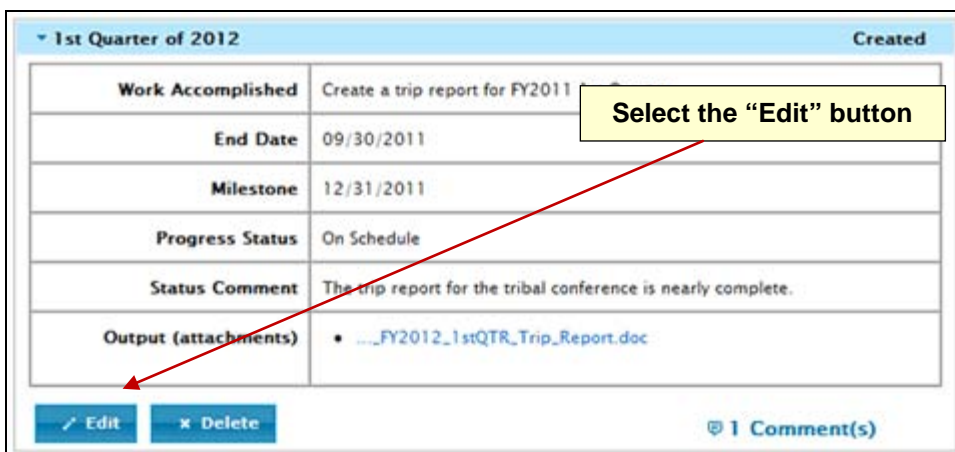 1st Quarter of 2012 Created
Work Accomplished Create a trip report for FY2011
Select the “Edit” button
End Date 09/30/2011
Milestone 12/31/2011
Progress Status On Schedule
Status Comment The trip report for the tribal conference is nearly complete.
Output (attachments) • ..._FY2012_1stQTR_Trip_Report.doc
Edit Delete 1 Comment(s)